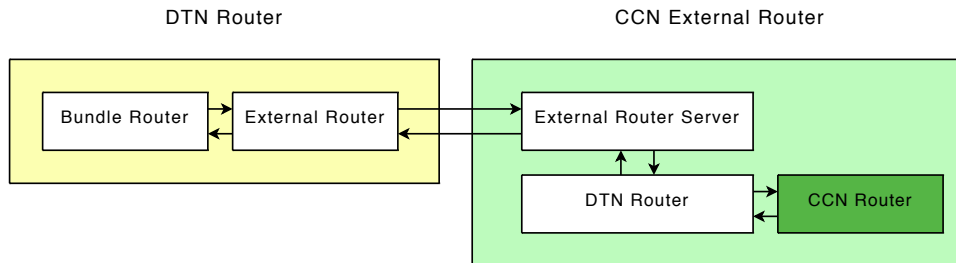 DTN Router
CCN External Router
Bundle Router
External Router
External Router Server
DTN Router
CCN Router